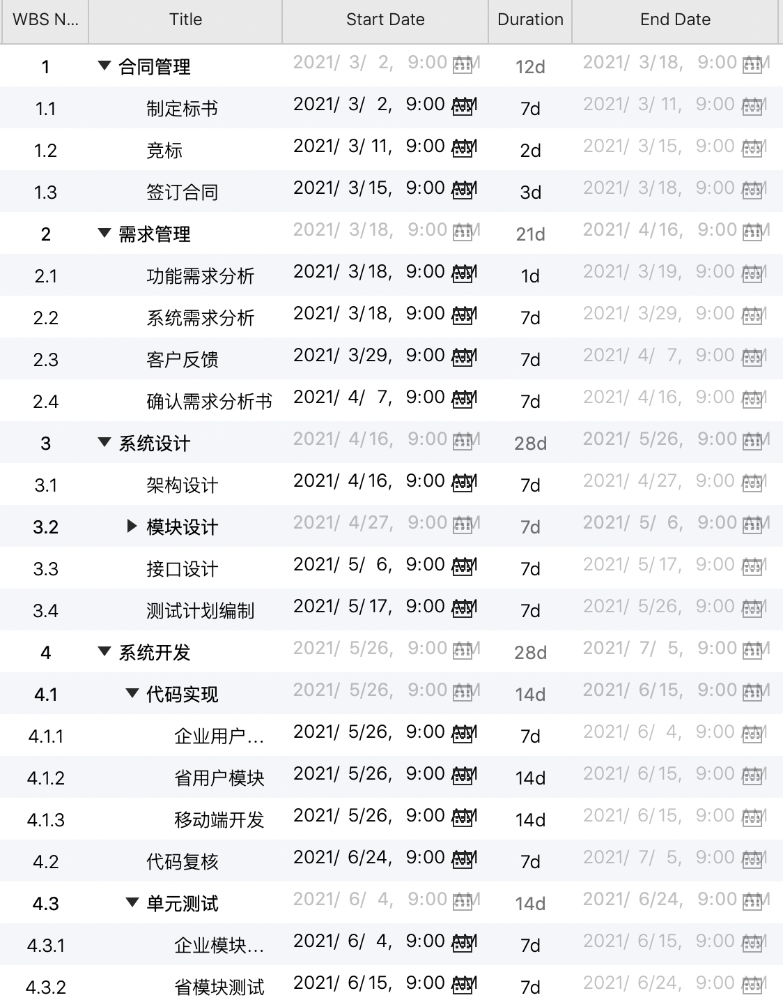 WBS N... Title Start Date Duration End Date
1 合同管理 2021/ 3/ 2, 9:00 AM 12d 2021/ 3/18, 9:00 AM
1.1 制定标书 2021/ 3/ 2, 9:00 AM 7d 2021/ 3/ 11, 9:00 AM
1.2 竞标 2021/ 3/ 11, 9:00 AM 2d 2021/ 3/15, 9:00 AM
1.3 签订合同 2021/ 3/15, 9:00 AM 3d 2021/ 3/18, 9:00 AM
2 需求管理 2021/ 3/18, 9:00 AM 21d 2021/ 4/16, 9:00 AM
2.1 功能需求分析 2021/ 3/18, 9:00 AM 1d 2021/ 3/19, 9:00 AM
2.2 系统需求分析 2021/ 3/18, 9:00 AM 7d 2021/ 3/29, 9:00 AM
2.3 客户反馈 2021/ 3/29, 9:00 AM 7d 2021/ 4/ 7, 9:00 AM
2.4 确认需求分析书 2021/ 4/ 7, 9:00 AM 7d 2021/ 4/16, 9:00 AM
3 系统设计 2021/ 4/16, 9:00 AM 28d 2021/ 5/26, 9:00 AM
3.1 架构设计 2021/ 4/16, 9:00 AM 7d 2021/ 4/27, 9:00 AM
3.2 模块设计 2021/ 4/27, 9:00 AM 7d 2021/ 5/ 6, 9:00 AM
3.3 接口设计 2021/ 5/ 6, 9:00 AM 7d 2021/ 5/17, 9:00 AM
3.4 测试计划编制 2021/ 5/17, 9:00 AM 7d 2021/ 5/26, 9:00 AM
4 系统开发 2021/ 5/26, 9:00 AM 28d 2021/ 7/ 5, 9:00 AM
4.1 代码实现 2021/ 5/26, 9:00 AM 14d 2021/ 6/15, 9:00 AM
4.1.1 企业用户... 2021/ 5/26, 9:00 AM 7d 2021/ 6/ 4, 9:00 AM
4.1.2 省用户模块 2021/ 5/26, 9:00 AM 14d 2021/ 6/15, 9:00 AM
4.1.3 移动端开发 2021/ 5/26, 9:00 AM 14d 2021/ 6/15, 9:00 AM
4.2 代码复核 2021/ 6/24, 9:00 AM 7d 2021/ 7/ 5, 9:00 AM
4.3 单元测试 2021/ 6/ 4, 9:00 AM 14d 2021/ 6/24, 9:00 AM
4.3.1 企业模块... 2021/ 6/ 4, 9:00 AM 7d 2021/ 6/15, 9:00 AM
4.3.2 省模块测试 2021/ 6/15, 9:00 AM 7d 2021/ 6/24, 9:00 AM